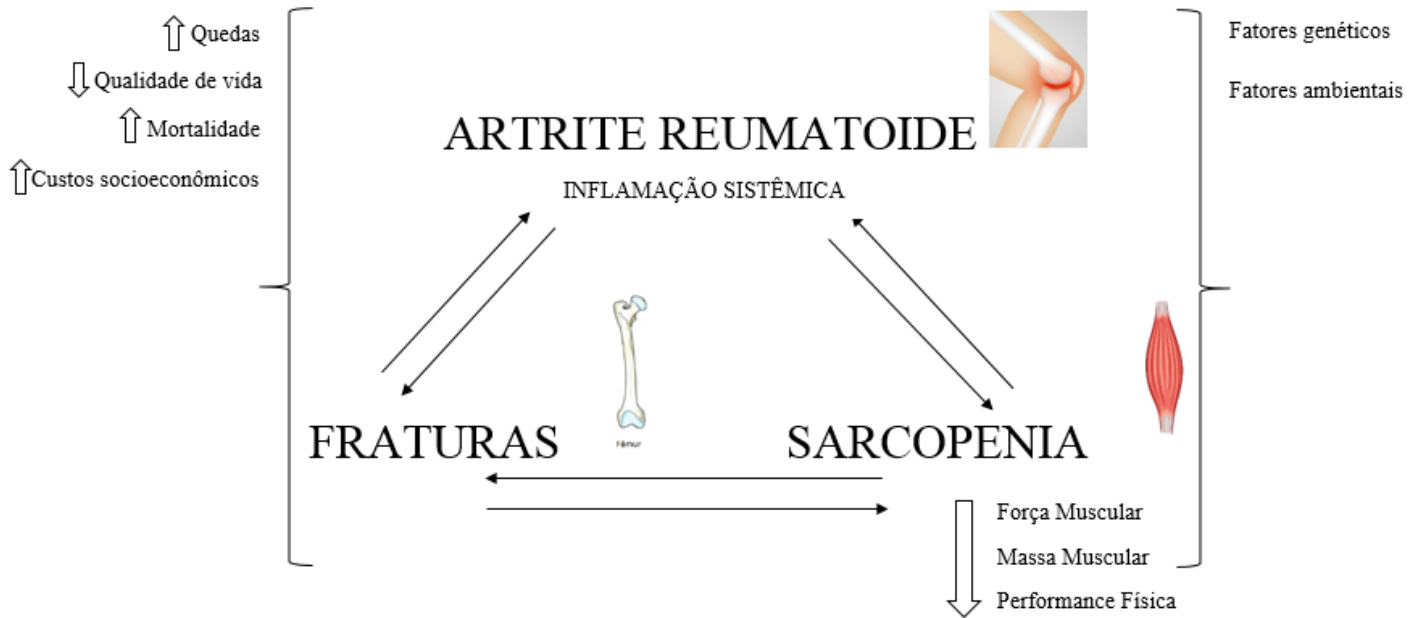 Quedas
Qualidade de vida
Mortalidade
Custos socioeconômicos
ARTRITE REUMATOIDE
INFLAMAÇÃO SISTÊMICA
Fatores genéticos
Fatores ambientais
Fêmur
FRATURAS
SARCOPENIA
Força Muscular
Massa Muscular
Performance Física